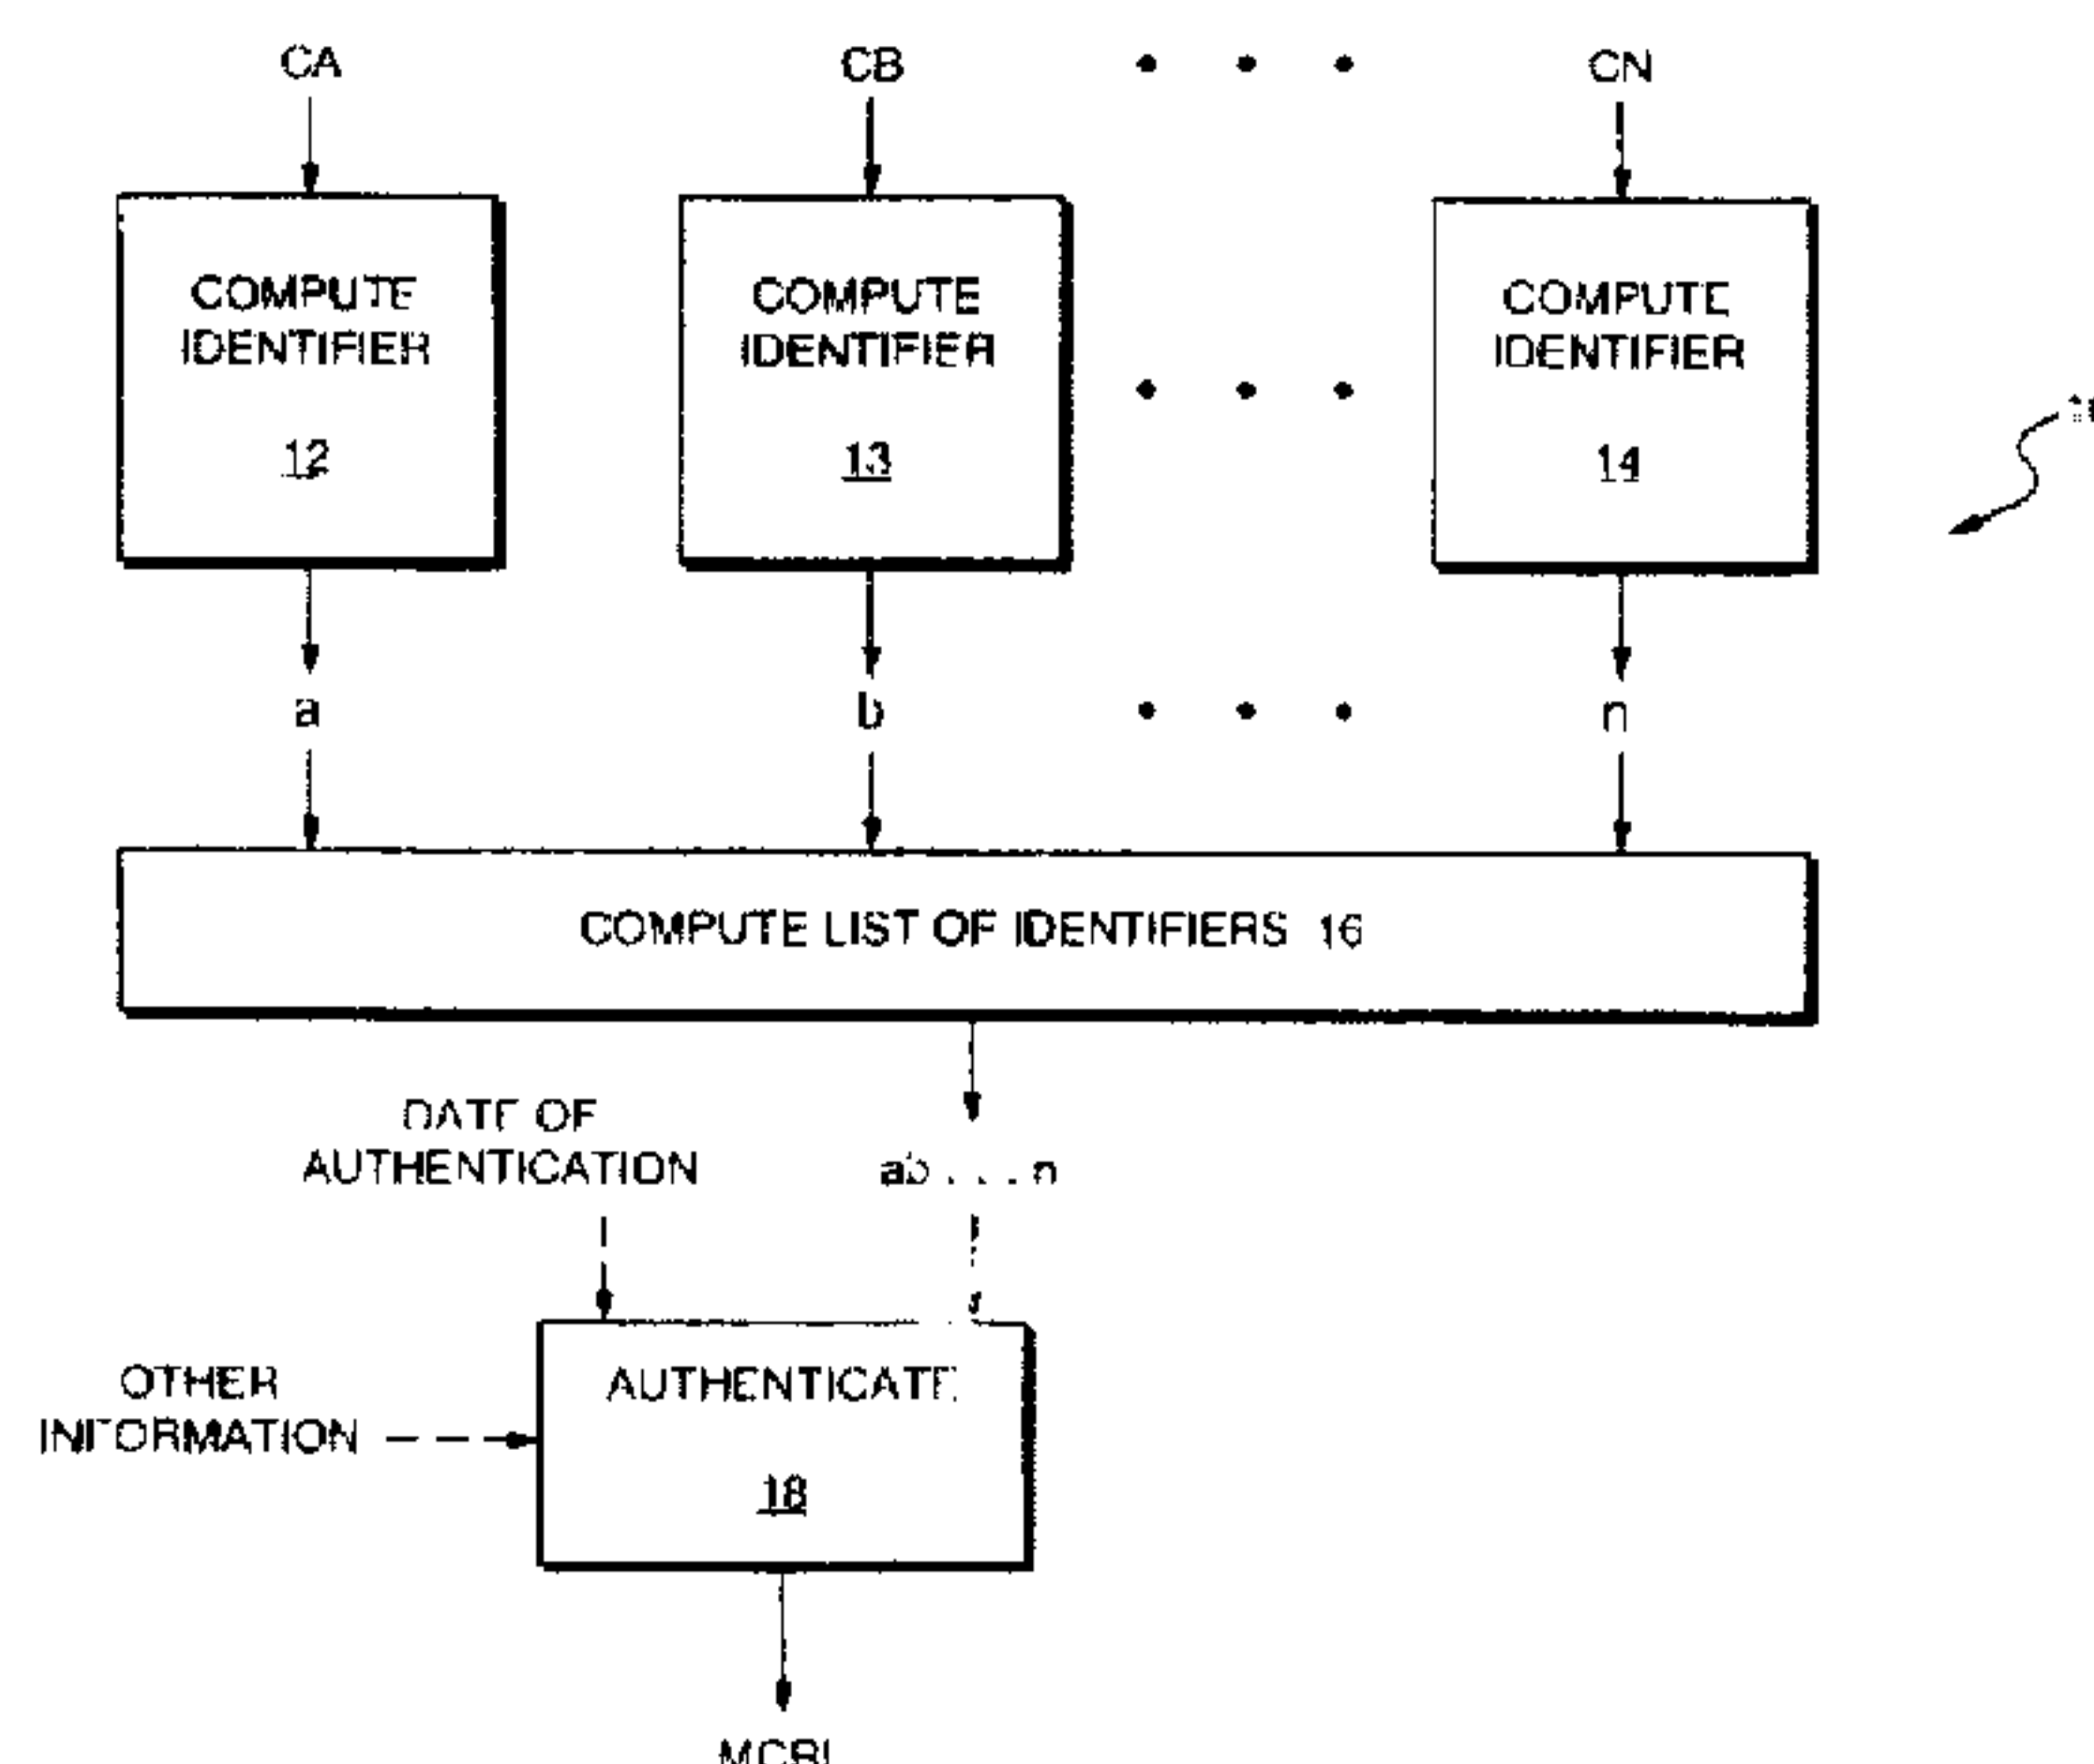 CA CB • • • CN
COMPUTE IDENTIFIER 12
COMPUTE IDENTIFIER 13
• • •
COMPUTE IDENTIFIER 14
a b • • • n
COMPUTE LIST OF IDENTIFIERS 16
DATE OF
AUTHENTICATION
ab . . . n
OTHER
INFORMATION
AUTHENTICATE
18